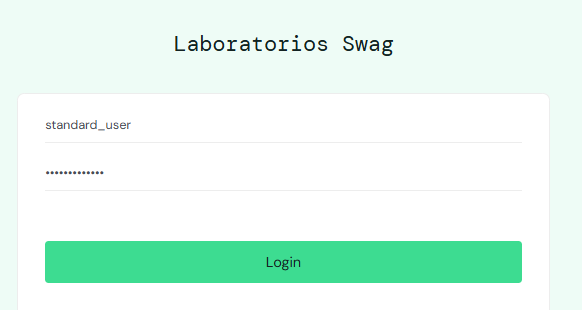 Laboratorios Swag
standard_user
•••••••••••••
Login